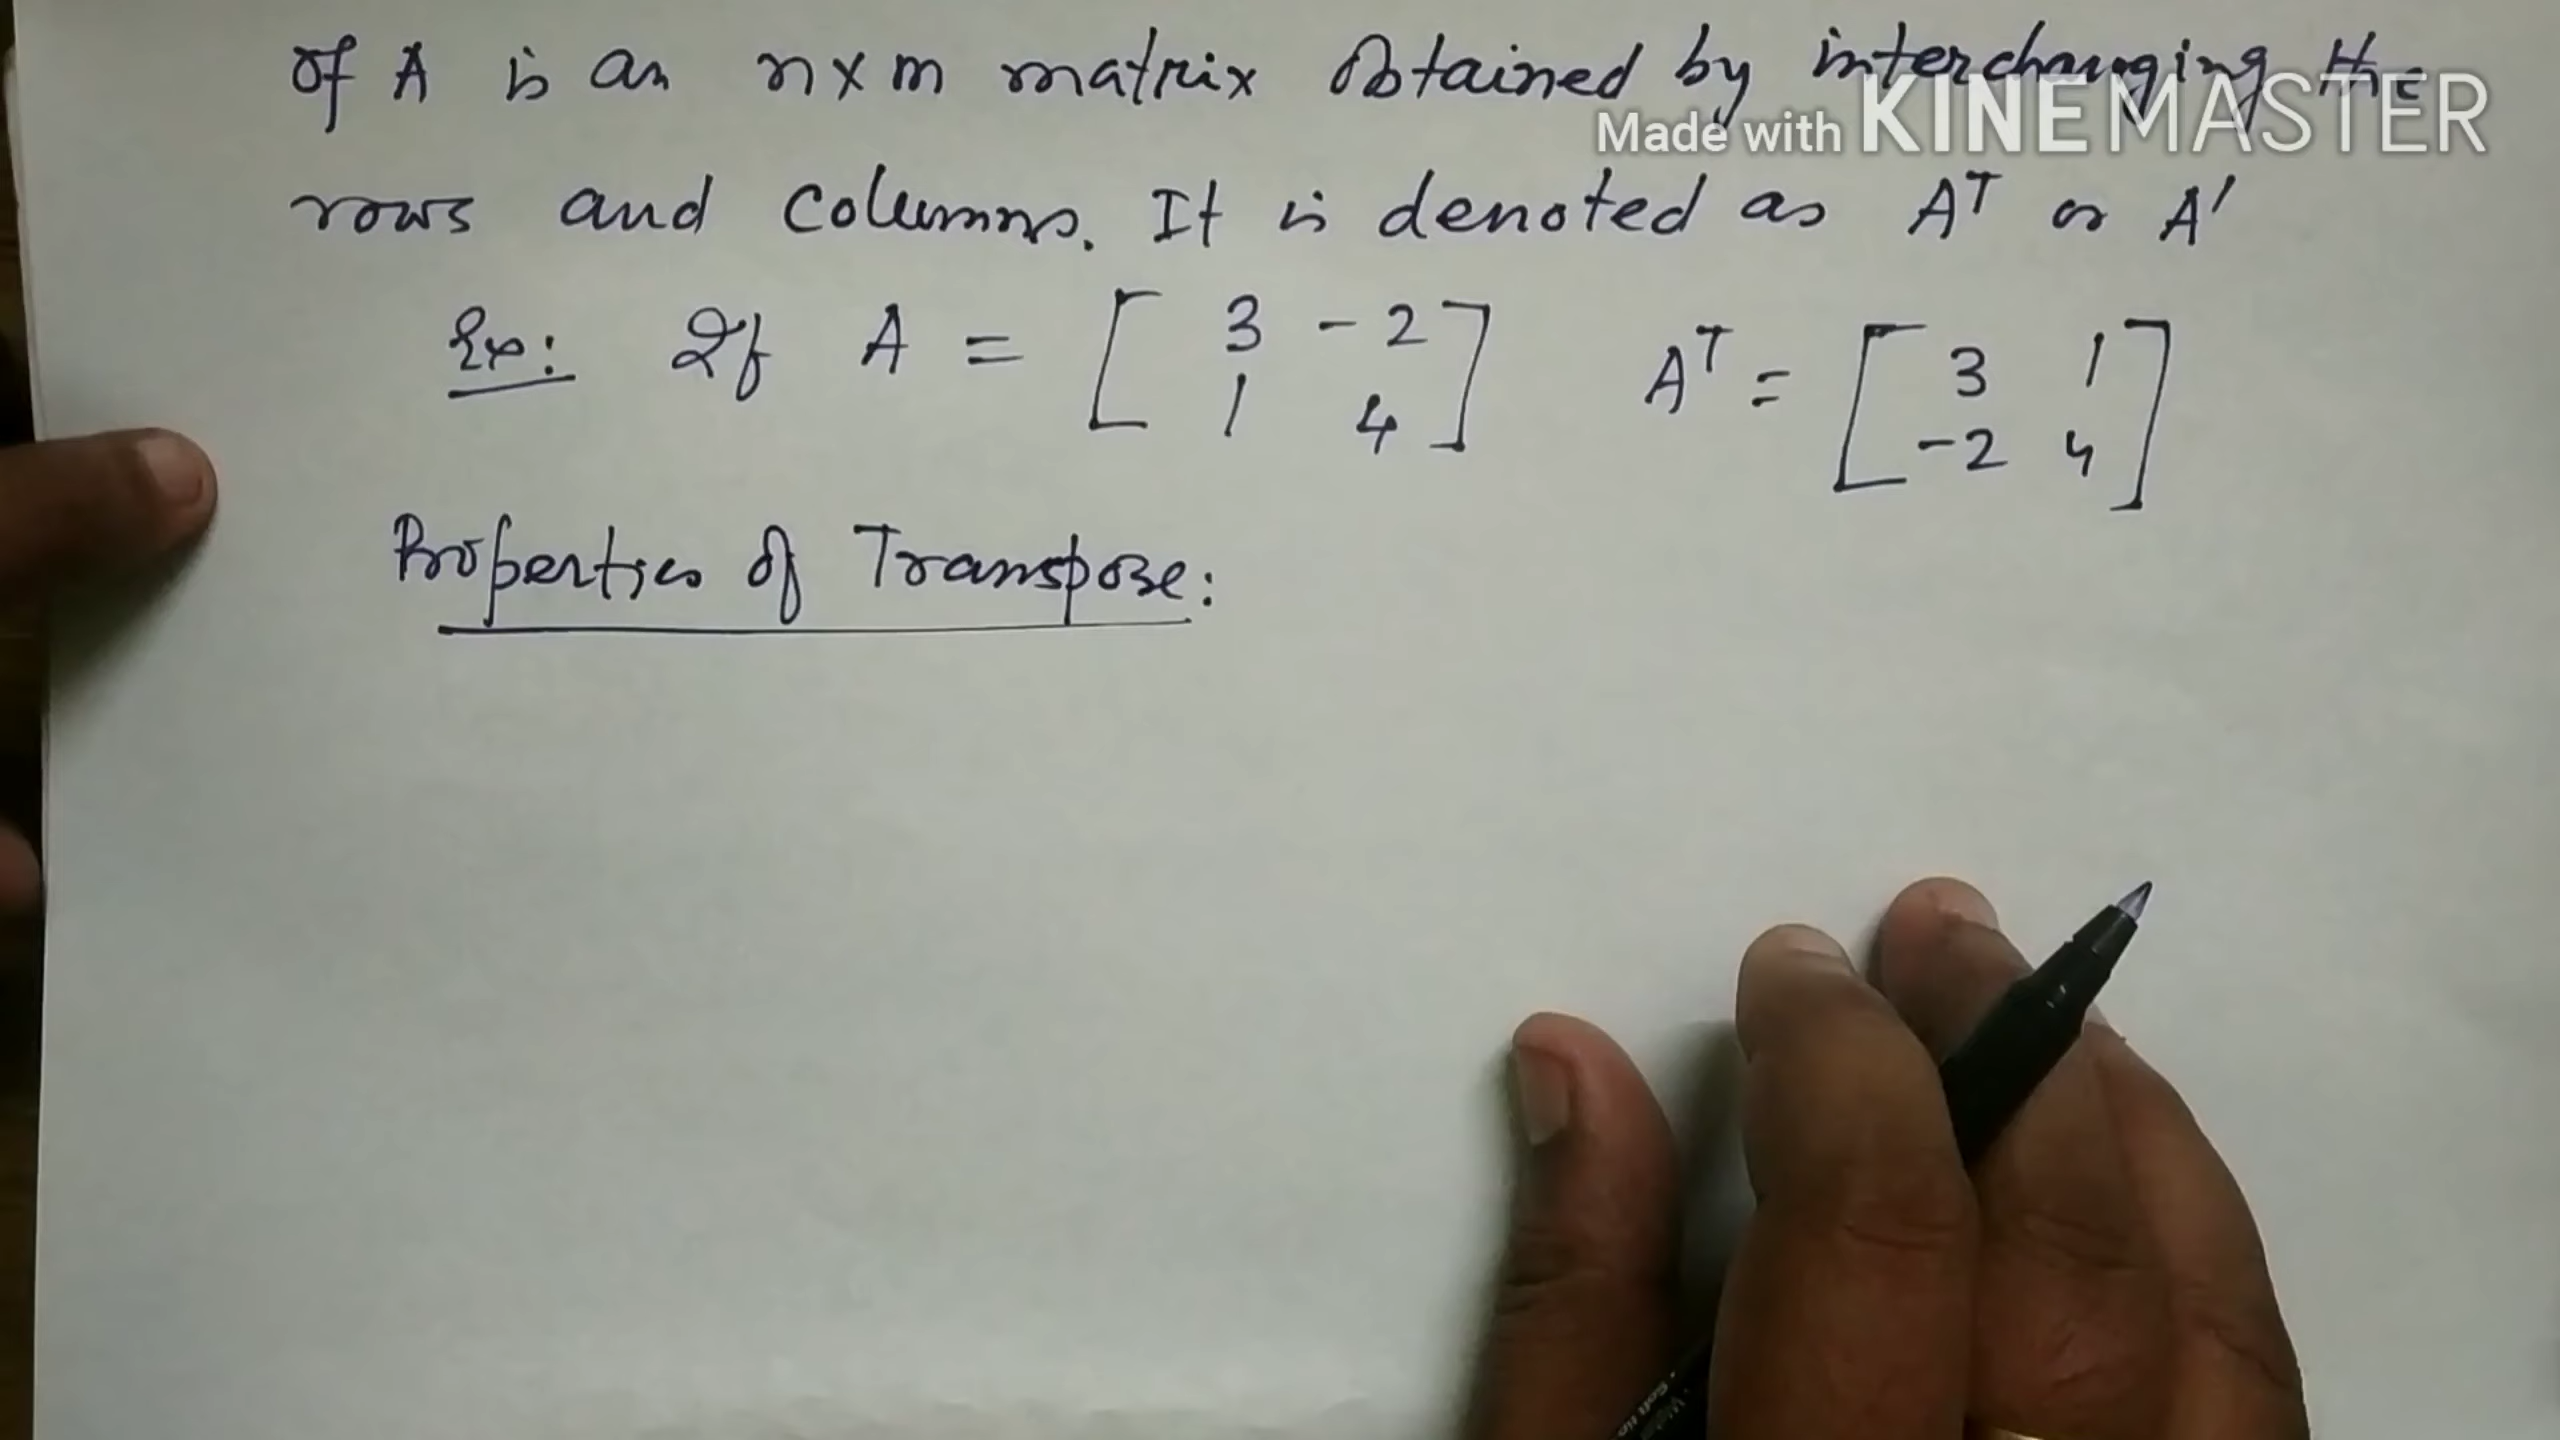 of A is an n x m matrix obtained by interchanging the
Made with KINEMASTER
rows and columns. It is denoted as Aᵀ or A'
Ex: If A = [ 3 -2 ] Aᵀ = [ 3 1 ]
[ 1 4 ] [ -2 4 ]
Properties of Transpose: